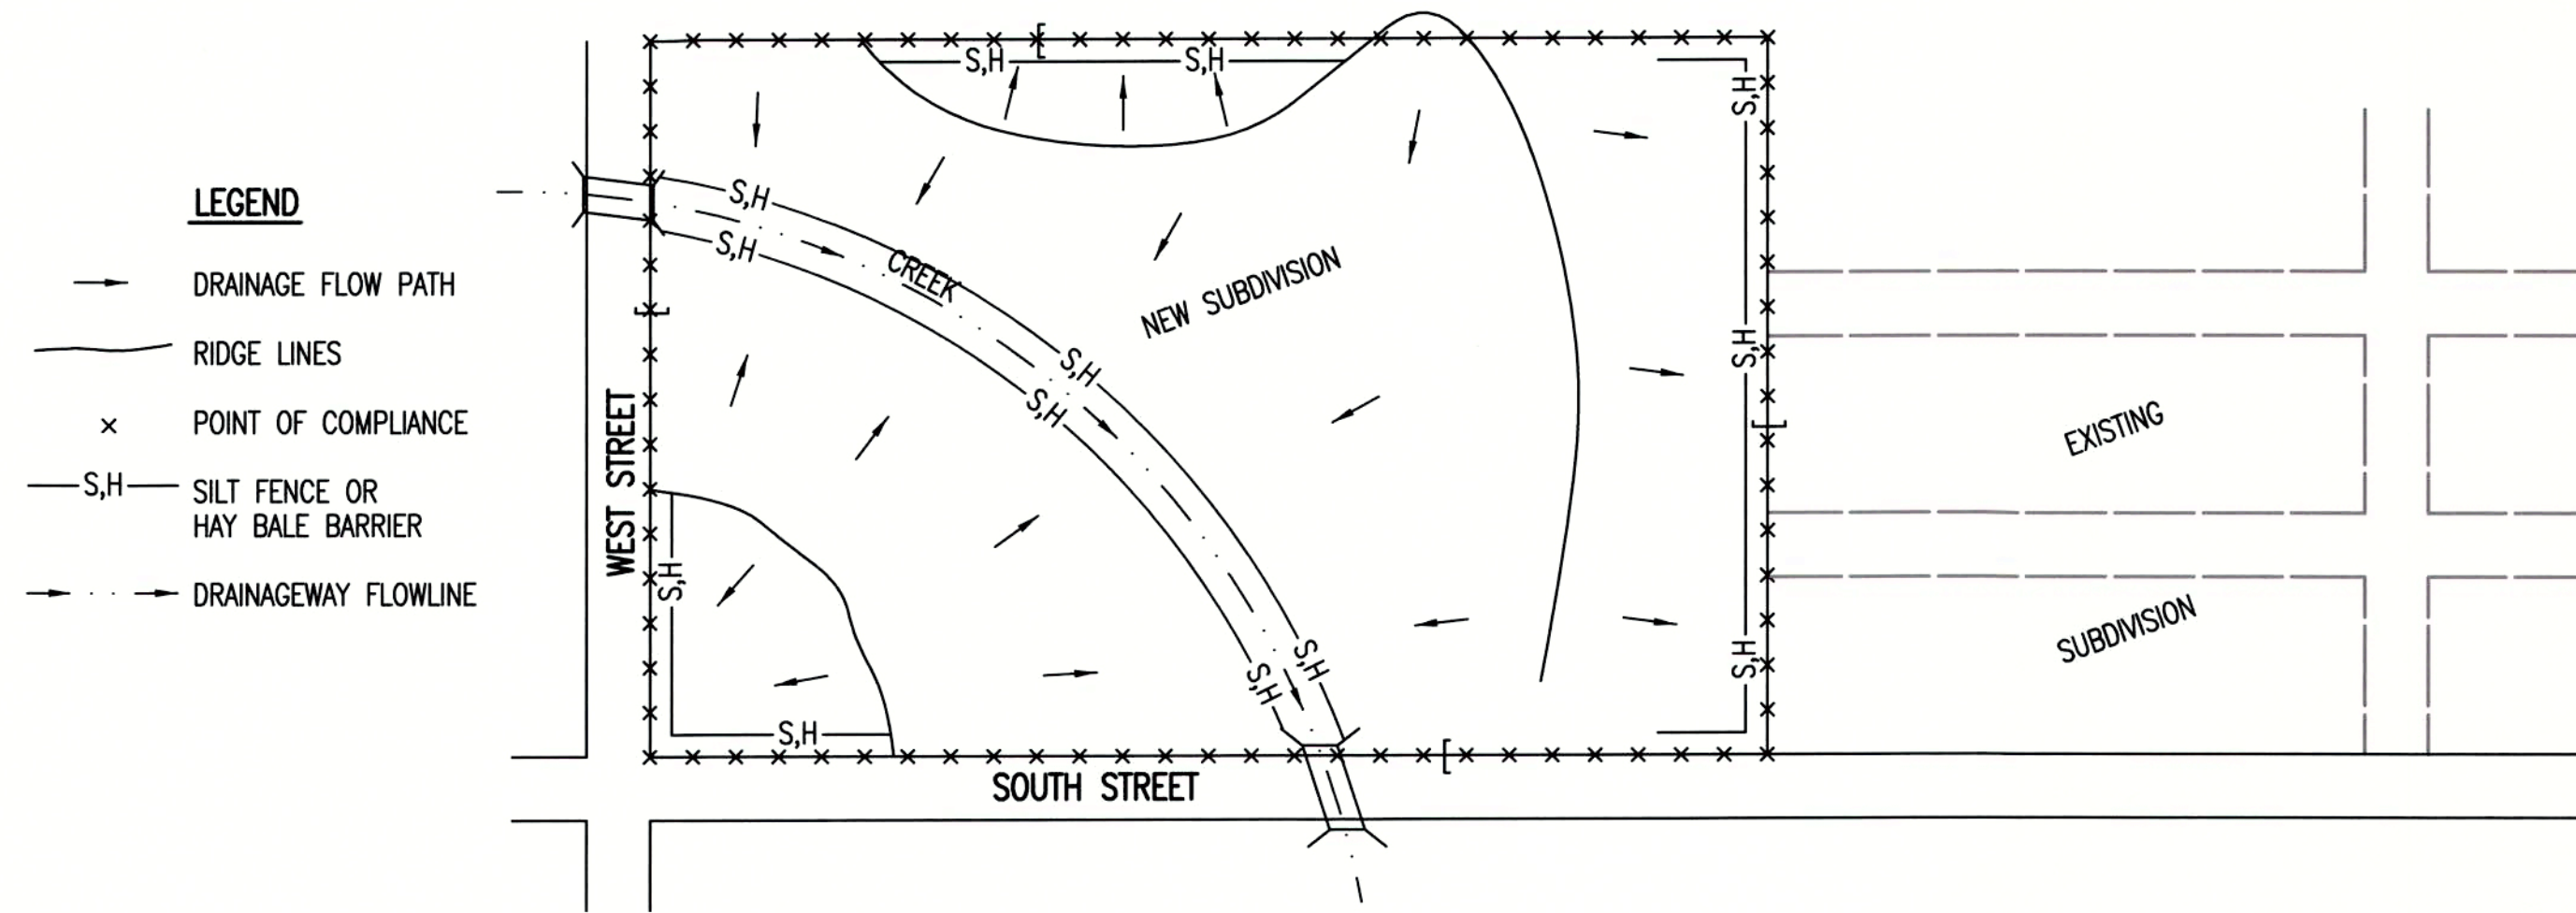 LEGEND
DRAINAGE FLOW PATH
RIDGE LINES
× POINT OF COMPLIANCE
S,H SILT FENCE OR
HAY BALE BARRIER
DRAINAGEWAY FLOWLINE
S,H S,H
S,H
S,H
S,H
CREEK
NEW SUBDIVISION
S,H
S,H
S,H
WEST STREET
EXISTING
S,H
S,H
S,H
S,H
S,H
SUBDIVISION
S,H
SOUTH STREET